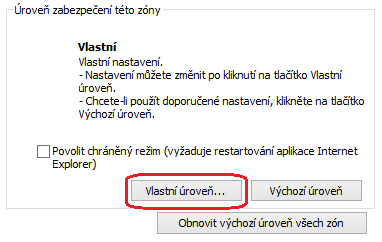 Úroveň zabezpečení této zóny
Vlastní
Vlastní nastavení.
- Nastavení můžete změnit po kliknutí na tlačítko Vlastní
úroveň.
- Chcete-li použít doporučené nastavení, klikněte na tlačítko
Výchozí úroveň.
Povolit chráněný režim (vyžaduje restartování aplikace Internet
Explorer)
Vlastní úroveň... Výchozí úroveň
Obnovit výchozí úroveň všech zón